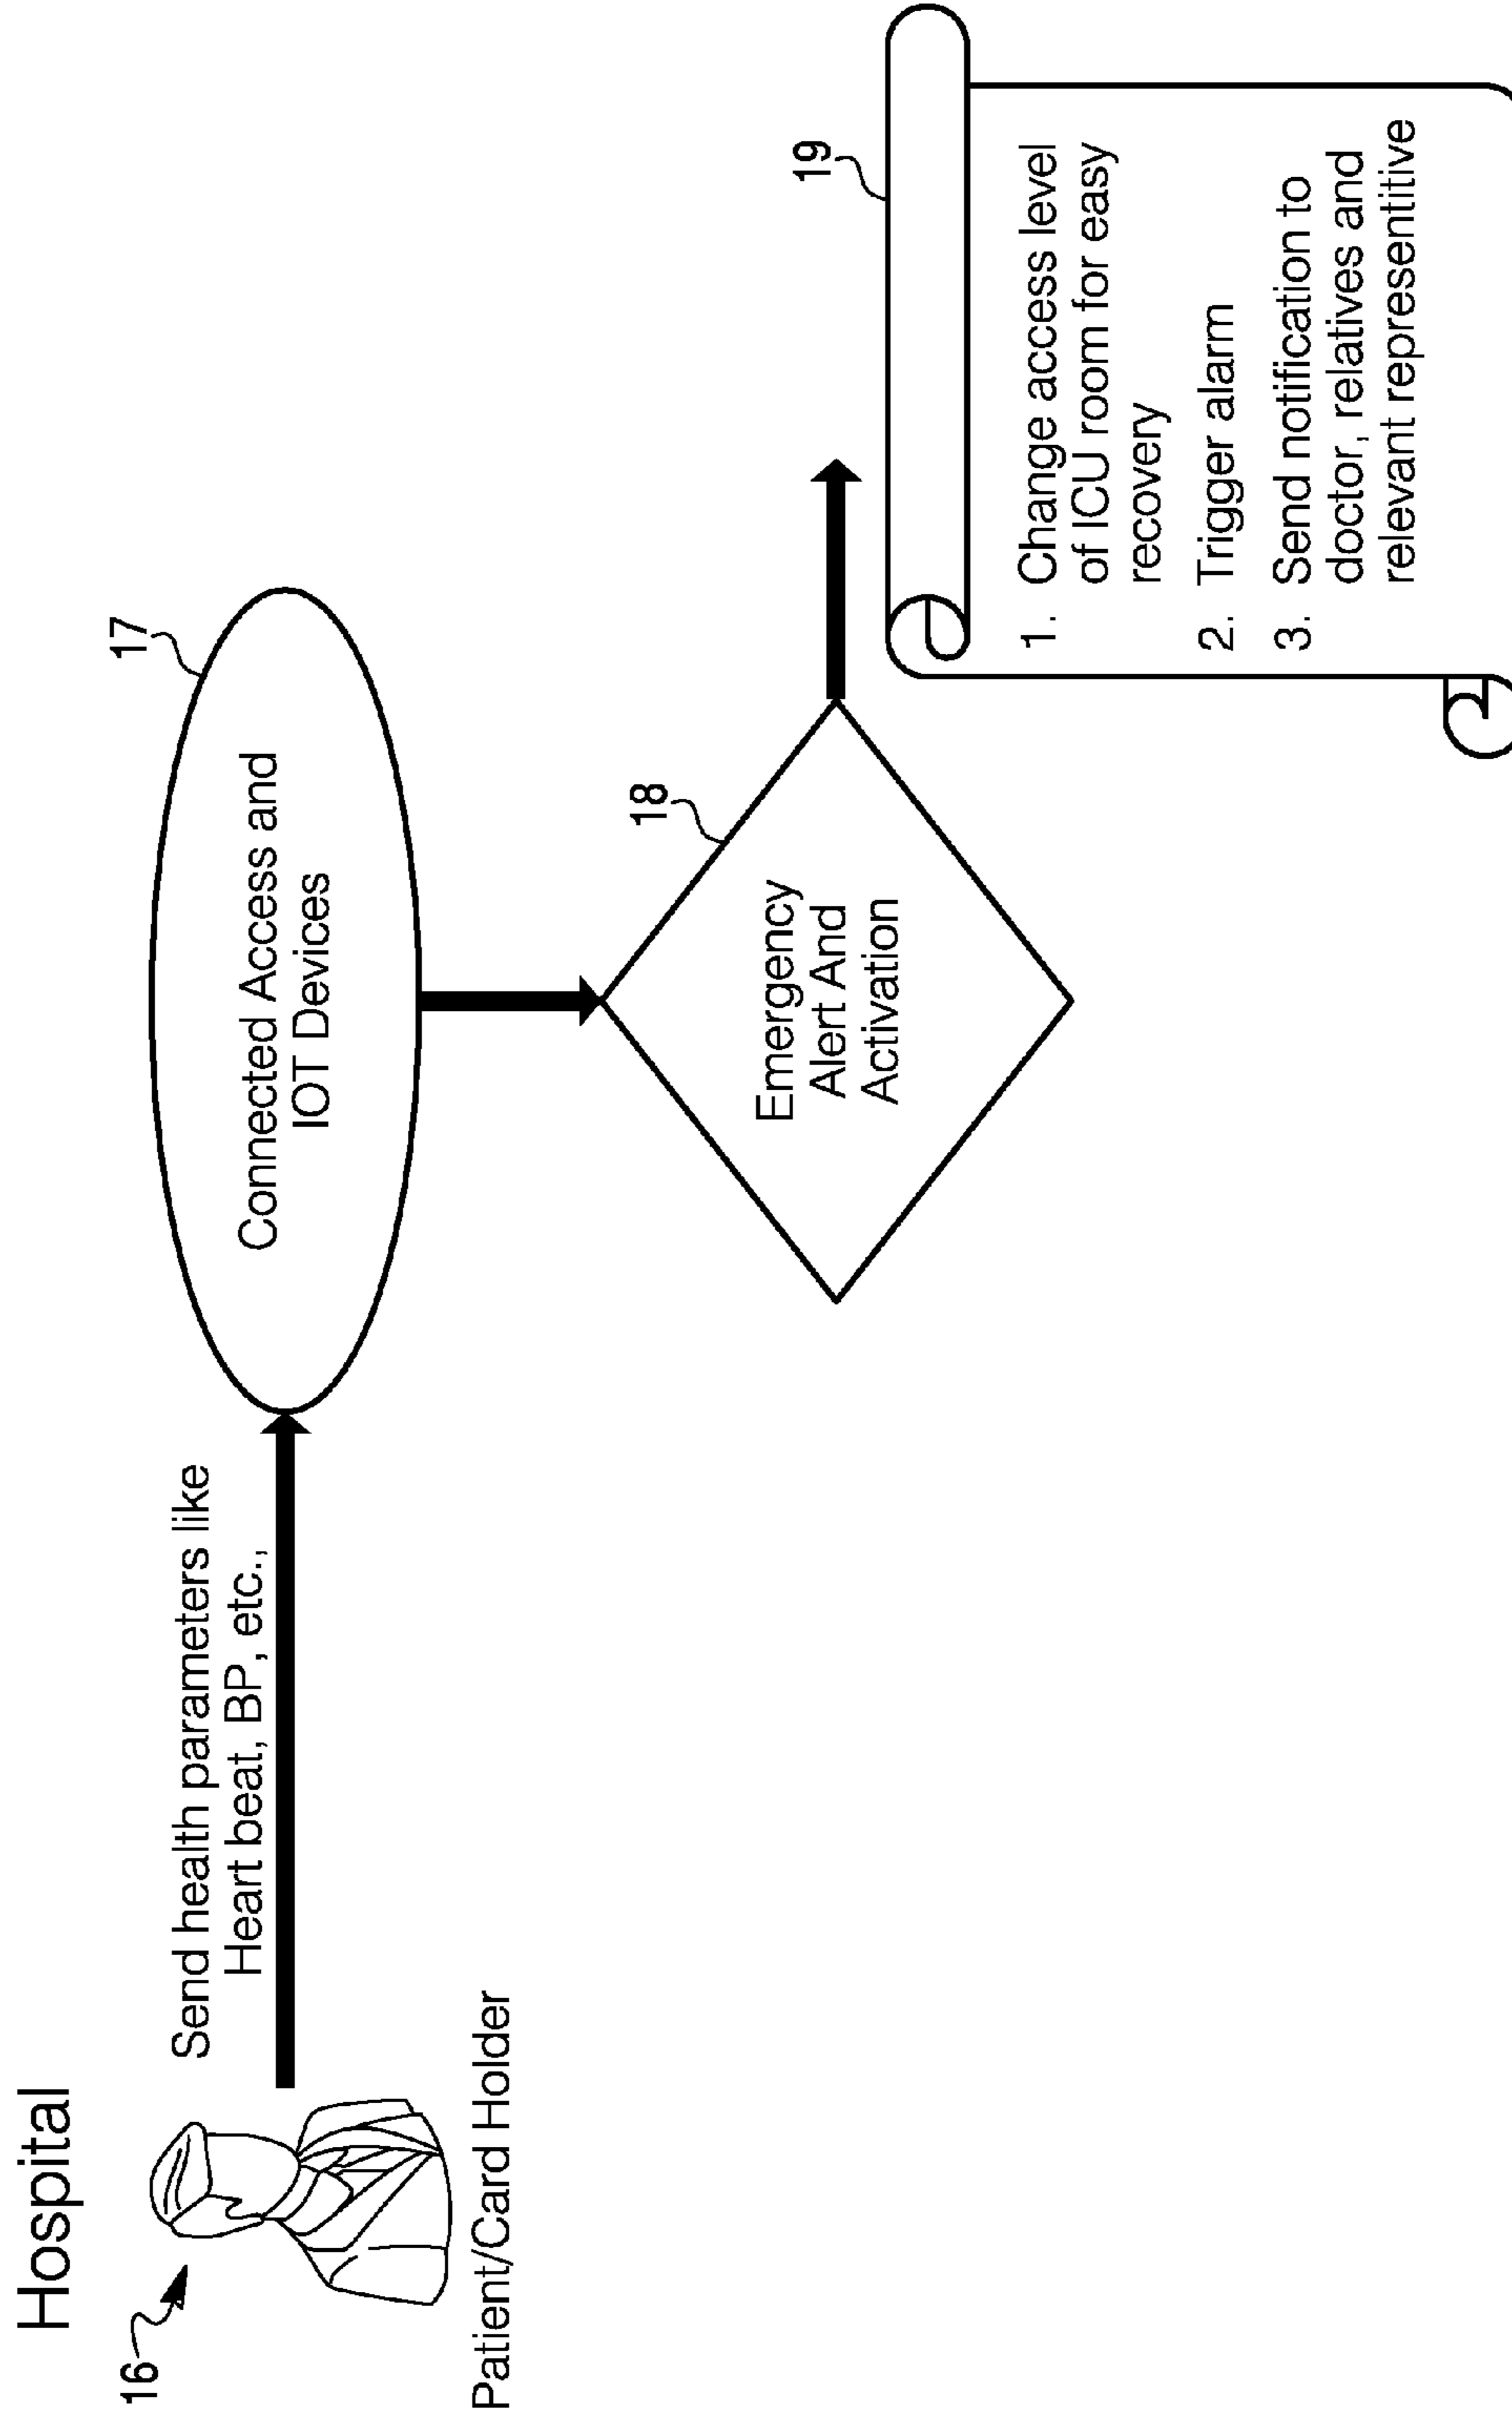 Hospital
16
Patient/Card Holder
Send health parameters like
Heart beat, BP, etc.,
17
Connected Access and
IOT Devices
18
Emergency
Alert And
Activation
19
1. Change access level
of ICU room for easy
recovery
2. Trigger alarm
3. Send notification to
doctor, relatives and
relevant representitive